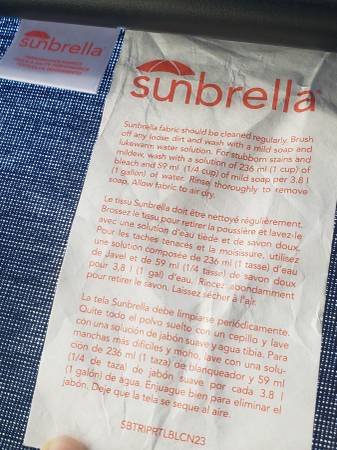 sunbrella
sunbrella
Sunbrella fabric should be cleaned regularly. Brush
off any loose dirt and wash with a mild soap and
lukewarm water solution. For stubborn stains and
mildew, wash with a solution of 236 ml (1 cup) of
bleach and 59 ml (1/4 cup) of mild soap per 3.8 l
(1 gallon) of water. Rinse thoroughly to remove
soap. Allow fabric to air dry.
Le tissu Sunbrella doit être nettoyé régulièrement.
Brossez le tissu pour retirer la poussière et lavez-le
avec une solution d'eau tiède et de savon doux.
Pour les taches tenaces et la moisissure, utilisez
une solution composée de 236 ml (1 tasse) d'eau
de Javel et de 59 ml (1/4 tasse) de savon doux
pour 3,8 l (1 gal) d'eau. Rincez abondamment
pour retirer le savon. Laissez sécher à l'air.
La tela Sunbrella debe limpiarse periódicamente.
Quite todo el polvo suelto con un cepillo y lave
con una solución de jabón suave y agua tibia. Para
manchas más difíciles y moho, lave con una solu-
ción de 236 ml (1 taza) de blanqueador y 59 ml
(1/4 de taza) de jabón suave por cada 3.8 l
(1 galón) de agua. Enjuague bien para eliminar el
jabón. Deje que la tela se seque al aire.
SBTRIPRTLBLCN23